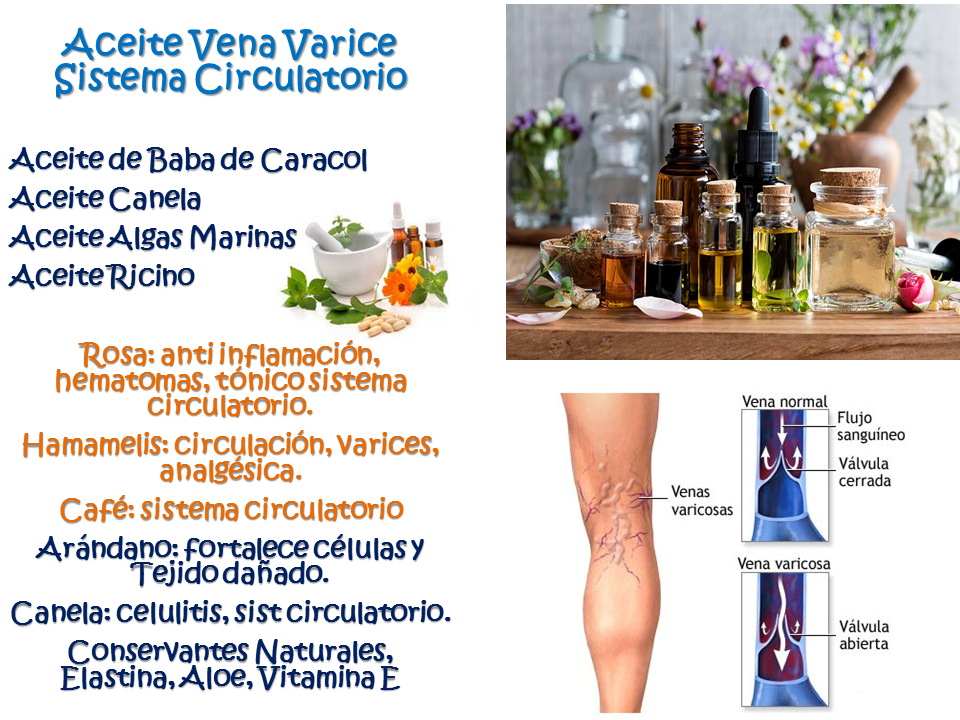 Aceite Vena Varice
Sistema Circulatorio
Aceite de Baba de Caracol
Aceite Canela
Aceite Algas Marinas
Aceite Ricino
Rosa: anti inflamación,
hematomas, tónico sistema
circulatorio.
Hamamelis: circulación, varices,
analgésica.
Café: sistema circulatorio
Arándano: fortalece células y
Tejido dañado.
Canela: celulitis, sist circulatorio.
Conservantes Naturales,
Elastina, Aloe, Vitamina E
Venas
varicosas
Vena normal
Flujo
sanguíneo
Válvula
cerrada
Vena varicosa
Válvula
abierta